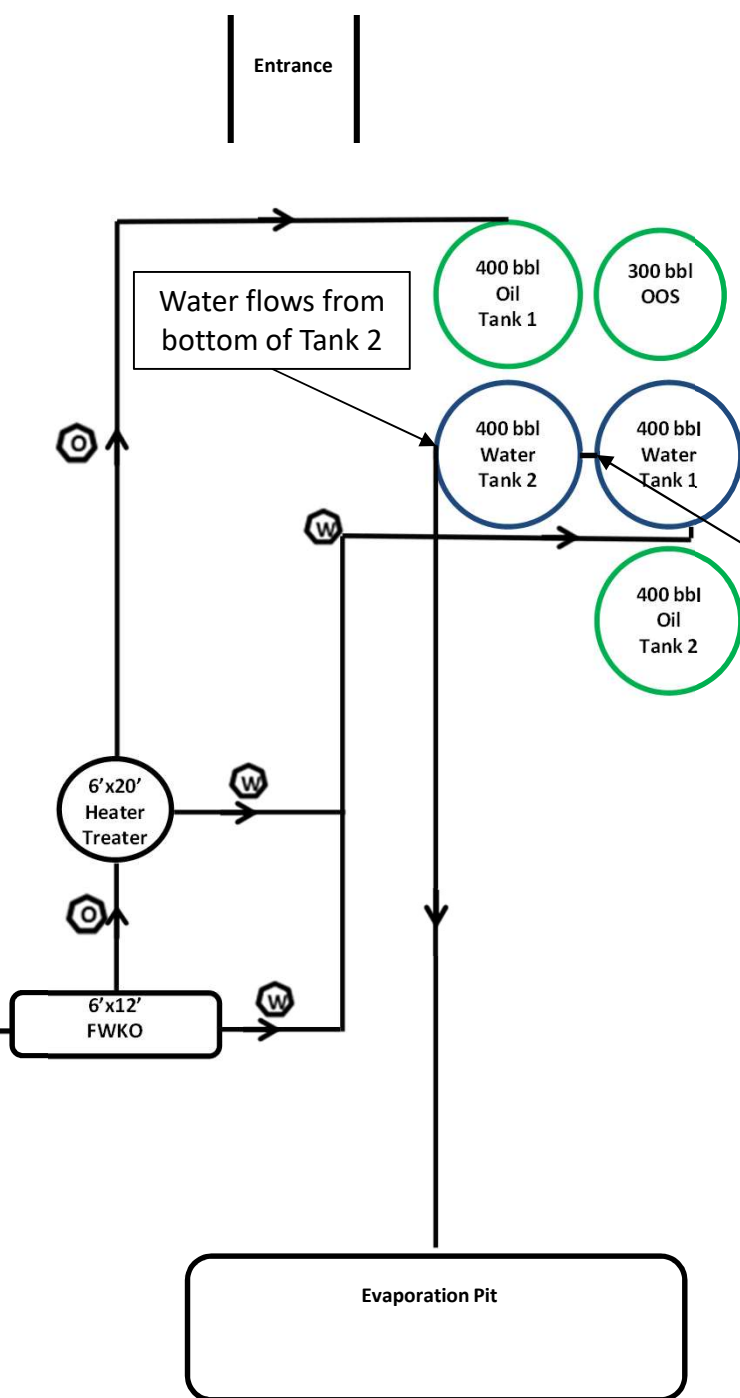 Entrance
400 bbl
Oil
Tank 1
300 bbl
OOS
Water flows from
bottom of Tank 2
400 bbl
Water
Tank 2
400 bbl
Water
Tank 1
O
W
400 bbl
Oil
Tank 2
6’x20’
Heater
Treater
W
O
6’x12’
FWKO
W
Evaporation Pit